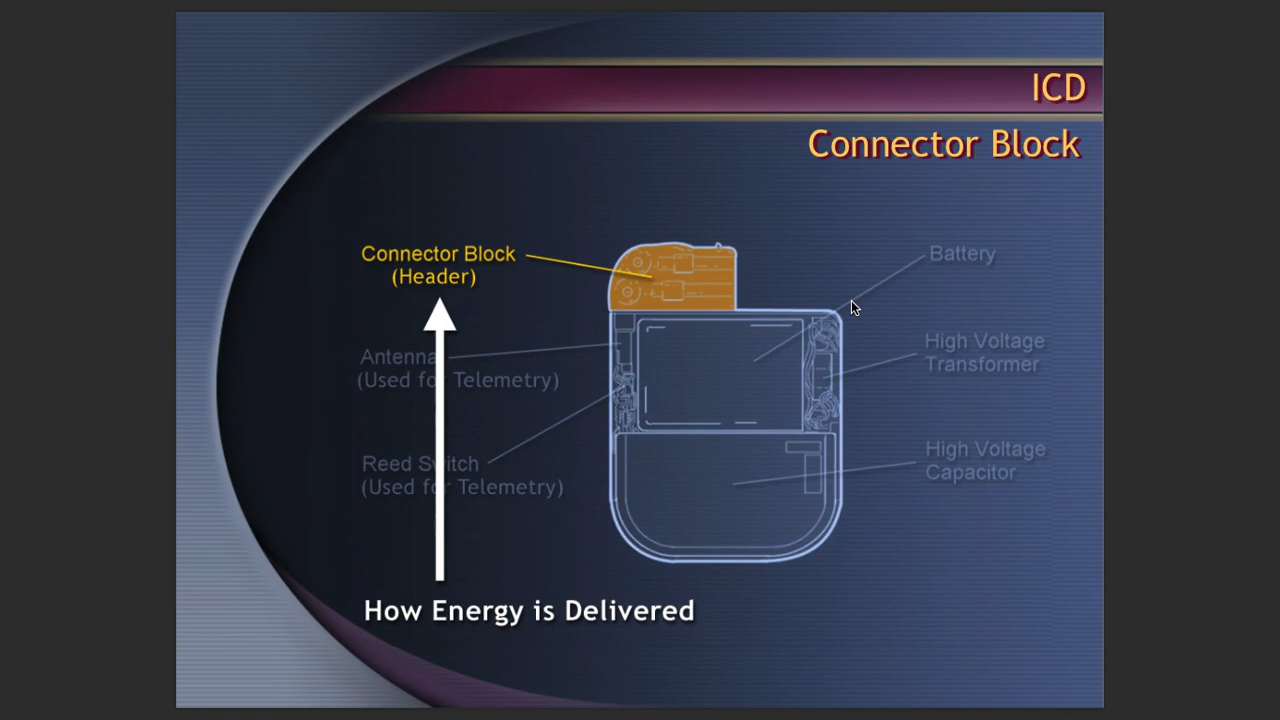 ICD
Connector Block
Connector Block
(Header)
Battery
Antenna
(Used for Telemetry)
High Voltage
Transformer
Reed Switch
(Used for Telemetry)
High Voltage
Capacitor
How Energy is Delivered